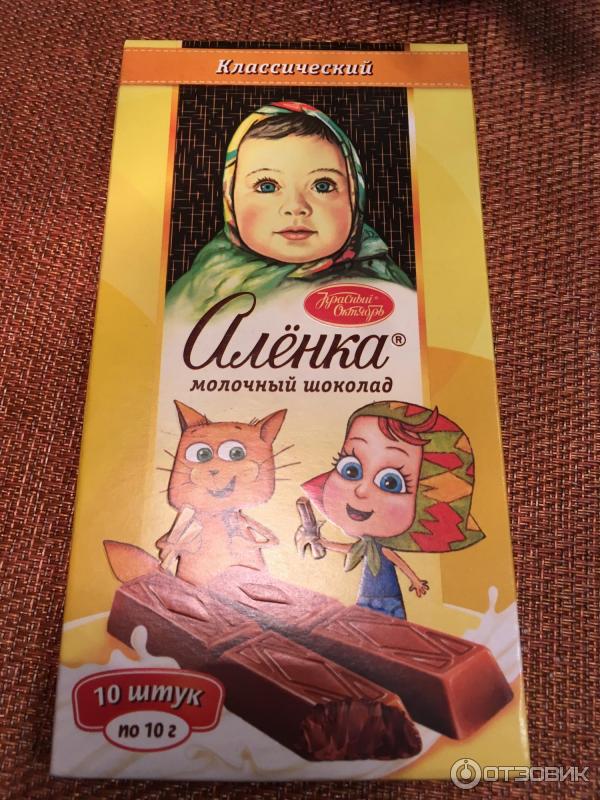 Классический
Красный Октябрь
Алёнка®
молочный шоколад
10 штук
по 10 г
ОТЗОВИК